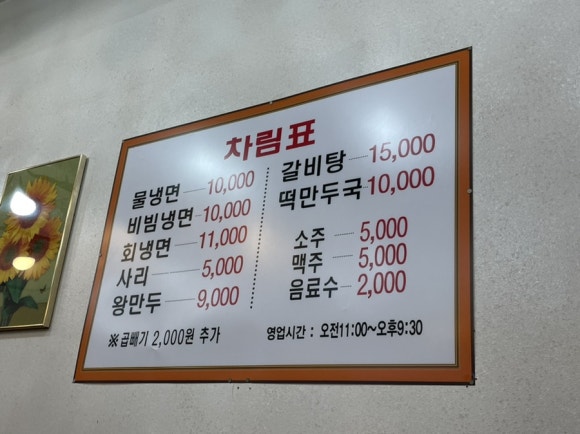 차림표
물냉면 10,000
비빔냉면 10,000
회냉면 11,000
사리 5,000
왕만두 9,000
※ 곱빼기 2,000원 추가
갈비탕 15,000
떡만두국 10,000
소주 5,000
맥주 5,000
음료수 2,000
영업시간 : 오전11:00~오후9:30